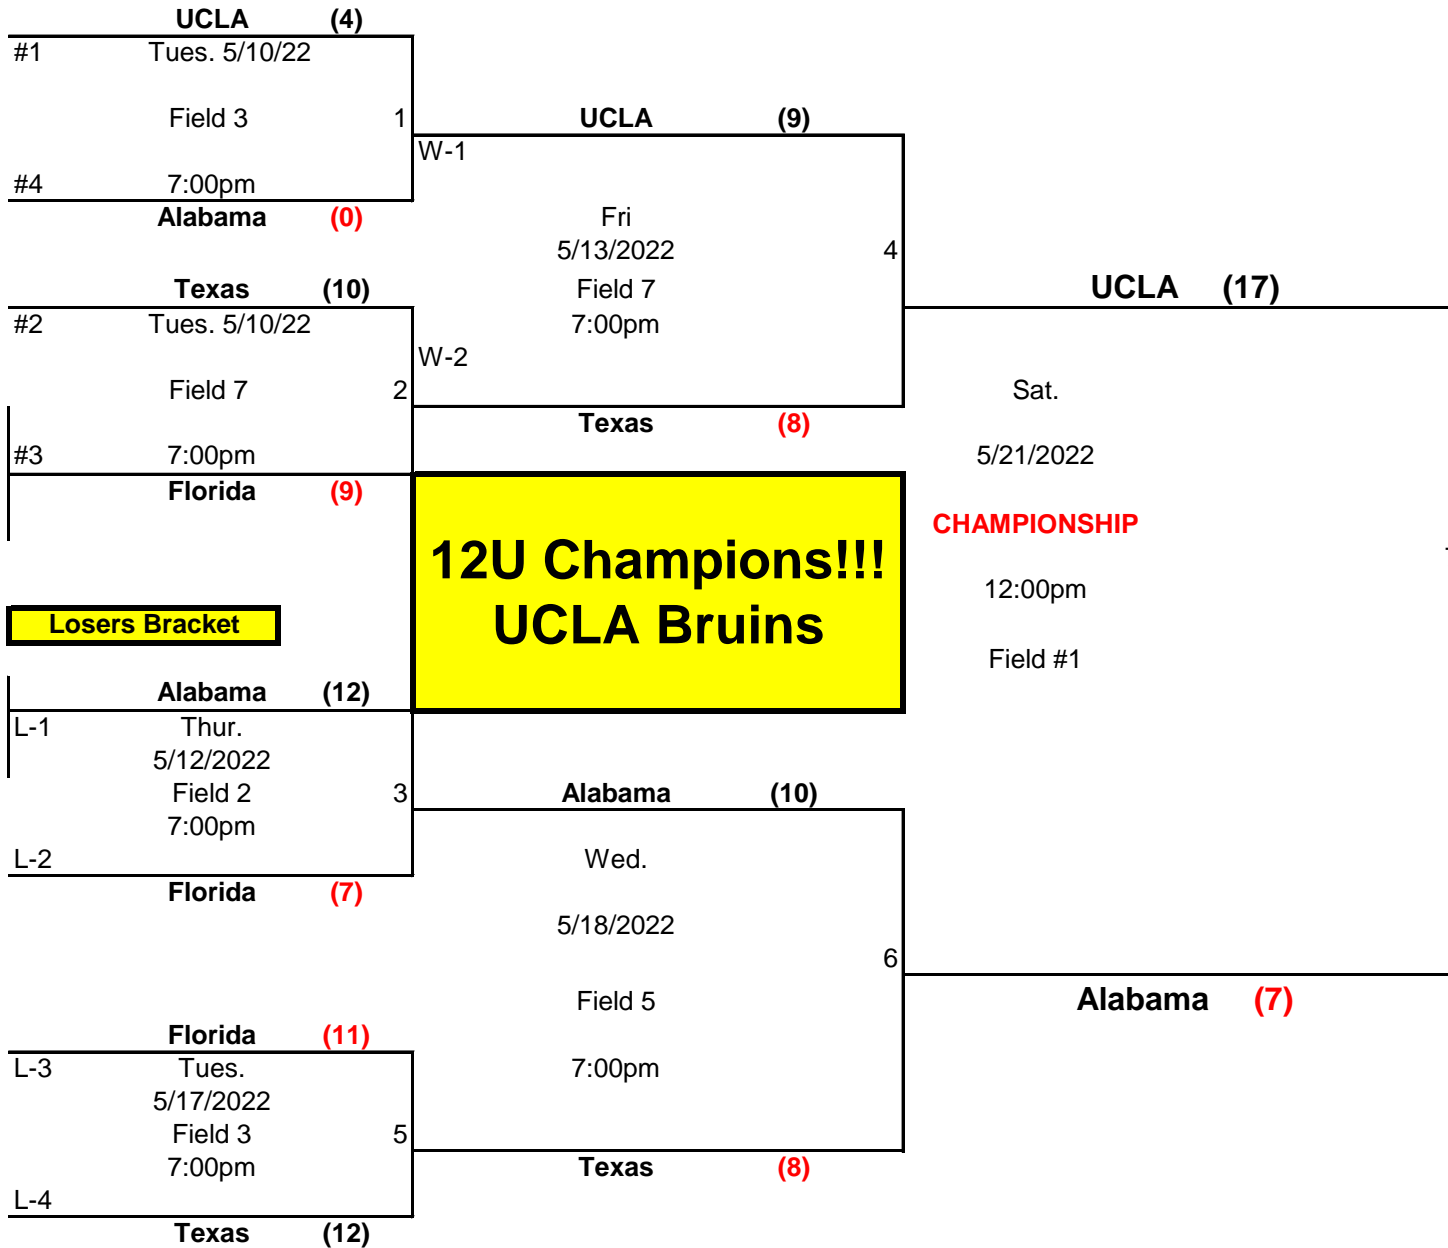 UCLA (4)
#1 Tues. 5/10/22
Field 3 1
#4 7:00pm
Alabama (0)
Texas (10)
#2 Tues. 5/10/22
Field 7 2
#3 7:00pm
Florida (9)
UCLA (9)
W-1
Fri
5/13/2022 4
Field 7
7:00pm
W-2
Texas (8)
UCLA (17)
Sat.
5/21/2022
CHAMPIONSHIP
12:00pm
Field #1
Alabama (7)
12U Champions!!!
UCLA Bruins
Losers Bracket
Alabama (12)
L-1 Thur.
5/12/2022
Field 2 3
7:00pm
L-2
Florida (7)
Florida (11)
L-3 Tues.
5/17/2022
Field 3 5
7:00pm
L-4
Texas (12)
Alabama (10)
Wed.
5/18/2022
6
Field 5
7:00pm
Texas (8)